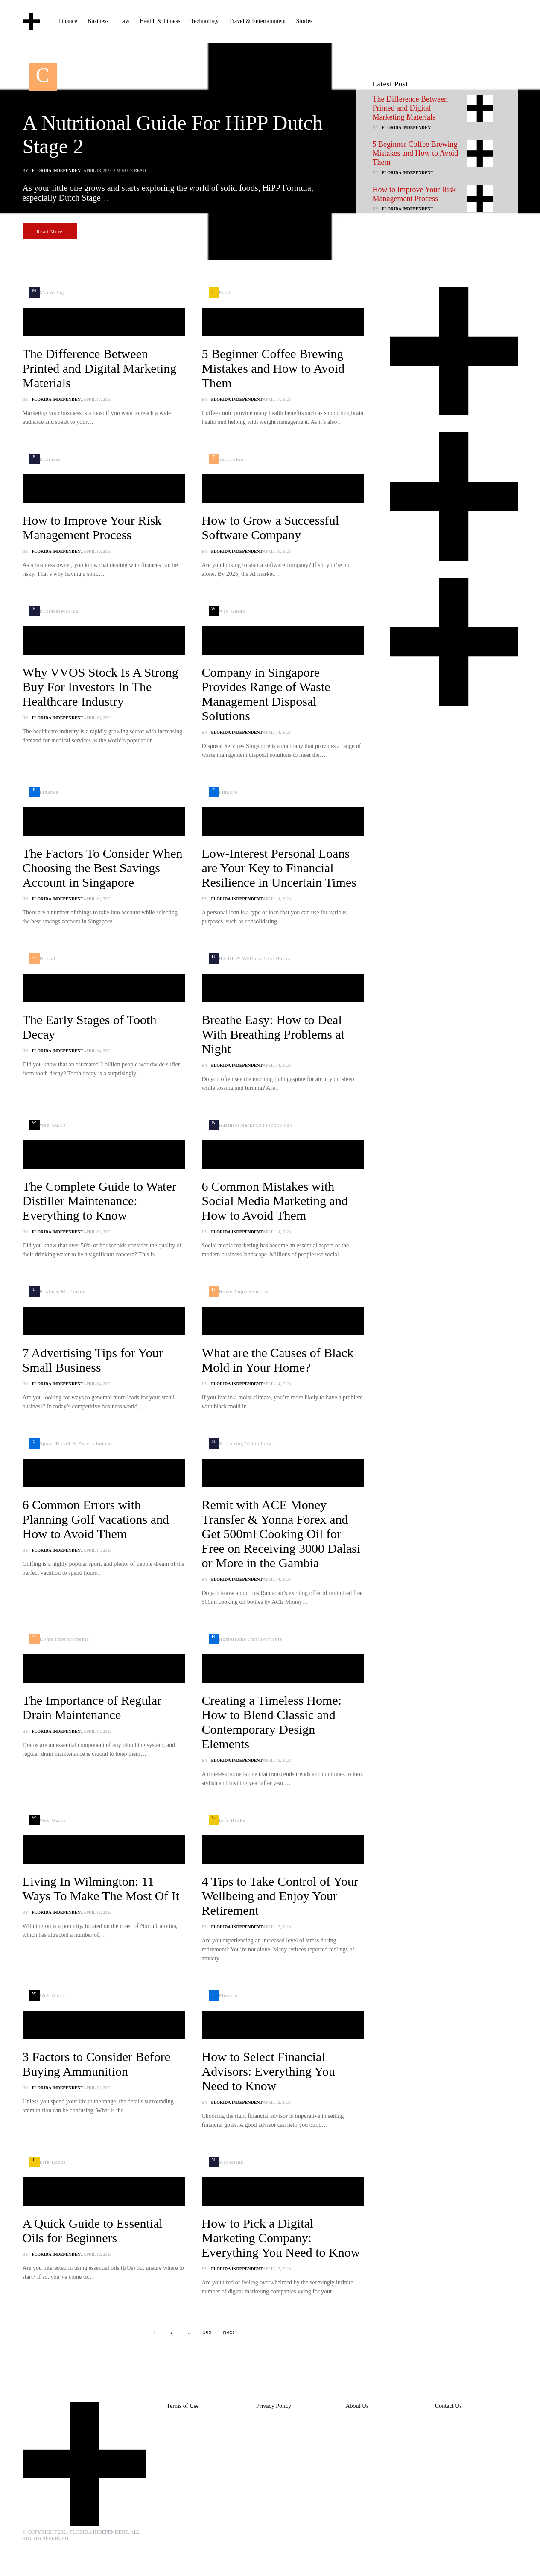 Finance Business Law Health & Fitness Technology Travel & Entertainment Stories
C
A Nutritional Guide For HiPP Dutch
Stage 2
BY FLORIDA INDEPENDENT APRIL 18, 2023 3 MINUTE READ
As your little one grows and starts exploring the world of solid foods, HiPP Formula,
especially Dutch Stage…
Read More
Latest Post
The Difference Between
Printed and Digital
Marketing Materials
BY FLORIDA INDEPENDENT
5 Beginner Coffee Brewing
Mistakes and How to Avoid
Them
BY FLORIDA INDEPENDENT
How to Improve Your Risk
Management Process
BY FLORIDA INDEPENDENT
M Marketing
The Difference Between
Printed and Digital Marketing
Materials
BY FLORIDA INDEPENDENT APRIL 17, 2023
Marketing your business is a must if you want to reach a wide
audience and speak to your…
F Food
5 Beginner Coffee Brewing
Mistakes and How to Avoid
Them
BY FLORIDA INDEPENDENT APRIL 17, 2023
Coffee could provide many health benefits such as supporting brain
health and helping with weight management. As it's also…
B Business
How to Improve Your Risk
Management Process
BY FLORIDA INDEPENDENT APRIL 16, 2023
As a business owner, you know that dealing with finances can be
risky. That's why having a solid…
T Technology
How to Grow a Successful
Software Company
BY FLORIDA INDEPENDENT APRIL 16, 2023
Are you looking to start a software company? If so, you're not
alone. By 2025, the AI market…
B Business Medical
Why VVOS Stock Is A Strong
Buy For Investors In The
Healthcare Industry
BY FLORIDA INDEPENDENT APRIL 16, 2023
The healthcare industry is a rapidly growing sector with increasing
demand for medical services as the world's population…
W Web Guide
Company in Singapore
Provides Range of Waste
Management Disposal
Solutions
BY FLORIDA INDEPENDENT APRIL 14, 2023
Disposal Services Singapore is a company that provides a range of
waste management disposal solutions to meet the…
F Finance
The Factors To Consider When
Choosing the Best Savings
Account in Singapore
BY FLORIDA INDEPENDENT APRIL 14, 2023
There are a number of things to take into account while selecting
the best savings account in Singapore.…
F Finance
Low-Interest Personal Loans
are Your Key to Financial
Resilience in Uncertain Times
BY FLORIDA INDEPENDENT APRIL 14, 2023
A personal loan is a type of loan that you can use for various
purposes, such as consolidating…
D Dental
The Early Stages of Tooth
Decay
BY FLORIDA INDEPENDENT APRIL 14, 2023
Did you know that an estimated 2 billion people worldwide suffer
from tooth decay? Tooth decay is a surprisingly…
H Health & Wellness Life Hacks
Breathe Easy: How to Deal
With Breathing Problems at
Night
BY FLORIDA INDEPENDENT APRIL 14, 2023
Do you often see the morning light gasping for air in your sleep
while tossing and turning? Are…
W Web Guide
The Complete Guide to Water
Distiller Maintenance:
Everything to Know
BY FLORIDA INDEPENDENT APRIL 14, 2023
Did you know that over 50% of households consider the quality of
their drinking water to be a significant concern? This is…
B Business Marketing Technology
6 Common Mistakes with
Social Media Marketing and
How to Avoid Them
BY FLORIDA INDEPENDENT APRIL 14, 2023
Social media marketing has become an essential aspect of the
modern business landscape. Millions of people use social…
B Business Marketing
7 Advertising Tips for Your
Small Business
BY FLORIDA INDEPENDENT APRIL 14, 2023
Are you looking for ways to generate more leads for your small
business? In today's competitive business world,…
H Home Improvements
What are the Causes of Black
Mold in Your Home?
BY FLORIDA INDEPENDENT APRIL 14, 2023
If you live in a moist climate, you're more likely to have a problem
with black mold in…
S Sports Travel & Entertainment
6 Common Errors with
Planning Golf Vacations and
How to Avoid Them
BY FLORIDA INDEPENDENT APRIL 14, 2023
Golfing is a highly popular sport, and plenty of people dream of the
perfect vacation to spend hours…
M Marketing Technology
Remit with ACE Money
Transfer & Yonna Forex and
Get 500ml Cooking Oil for
Free on Receiving 3000 Dalasi
or More in the Gambia
BY FLORIDA INDEPENDENT APRIL 14, 2023
Do you know about this Ramadan's exciting offer of unlimited free
500ml cooking oil bottles by ACE Money…
H Home Improvements
The Importance of Regular
Drain Maintenance
BY FLORIDA INDEPENDENT
Drains are an essential component of any plumbing system, and
regular drain maintenance is crucial to keep them…
H Home Home Improvements
Creating a Timeless Home:
How to Blend Classic and
Contemporary Design
Elements
BY FLORIDA INDEPENDENT
A timeless home is one that transcends trends and continues to look
stylish and inviting year after year.…
W Web Guide
Living In Wilmington: 11
Ways To Make The Most Of It
BY FLORIDA INDEPENDENT
Wilmington is a port city, located on the coast of North Carolina,
which has attracted a number of…
L Life Hacks
4 Tips to Take Control of Your
Wellbeing and Enjoy Your
Retirement
BY FLORIDA INDEPENDENT
Are you experiencing an increased level of stress during
retirement? You're not alone. Many retirees reported feelings of
anxiety…
W Web Guide
3 Factors to Consider Before
Buying Ammunition
BY FLORIDA INDEPENDENT APRIL 12, 2023
Unless you spend your life at the range, the details surrounding
ammunition can be confusing. What is the…
F Finance
How to Select Financial
Advisors: Everything You
Need to Know
BY FLORIDA INDEPENDENT APRIL 12, 2023
Choosing the right financial advisor is imperative in setting
financial goals. A good advisor can help you build…
L Life Hacks
A Quick Guide to Essential
Oils for Beginners
BY FLORIDA INDEPENDENT APRIL 12, 2023
Are you interested in using essential oils (EOs) but unsure where to
start? If so, you've come to…
M Marketing
How to Pick a Digital
Marketing Company:
Everything You Need to Know
BY FLORIDA INDEPENDENT APRIL 12, 2023
Are you tired of feeling overwhelmed by the seemingly infinite
number of digital marketing companies vying for your…
1 2 … 509 Next
Terms of Use Privacy Policy About Us Contact Us
© COPYRIGHT 2022 FLORIDA INDEPENDENT. ALL
RIGHTS RESERVED.